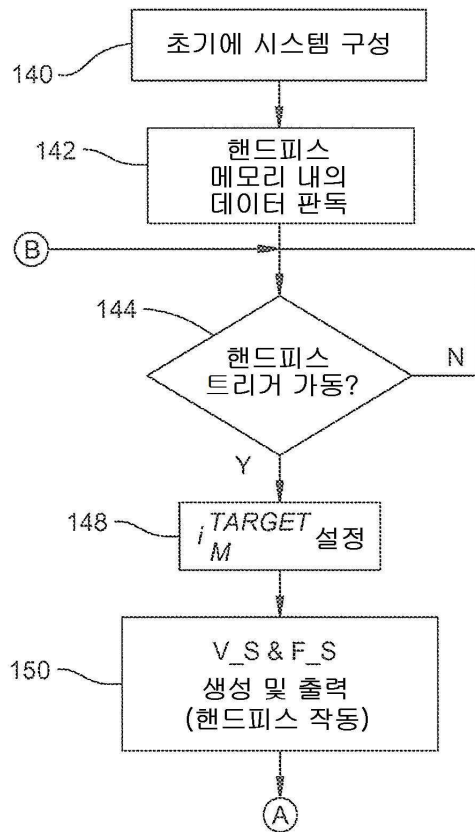 초기에 시스템 구성
140
142
핸드피스
메모리 내의
데이터 판독
B
144
핸드피스
트리거 가동?
N
Y
148
i TARGET M 설정
150
V_S & F_S
생성 및 출력
(핸드피스 작동)
A